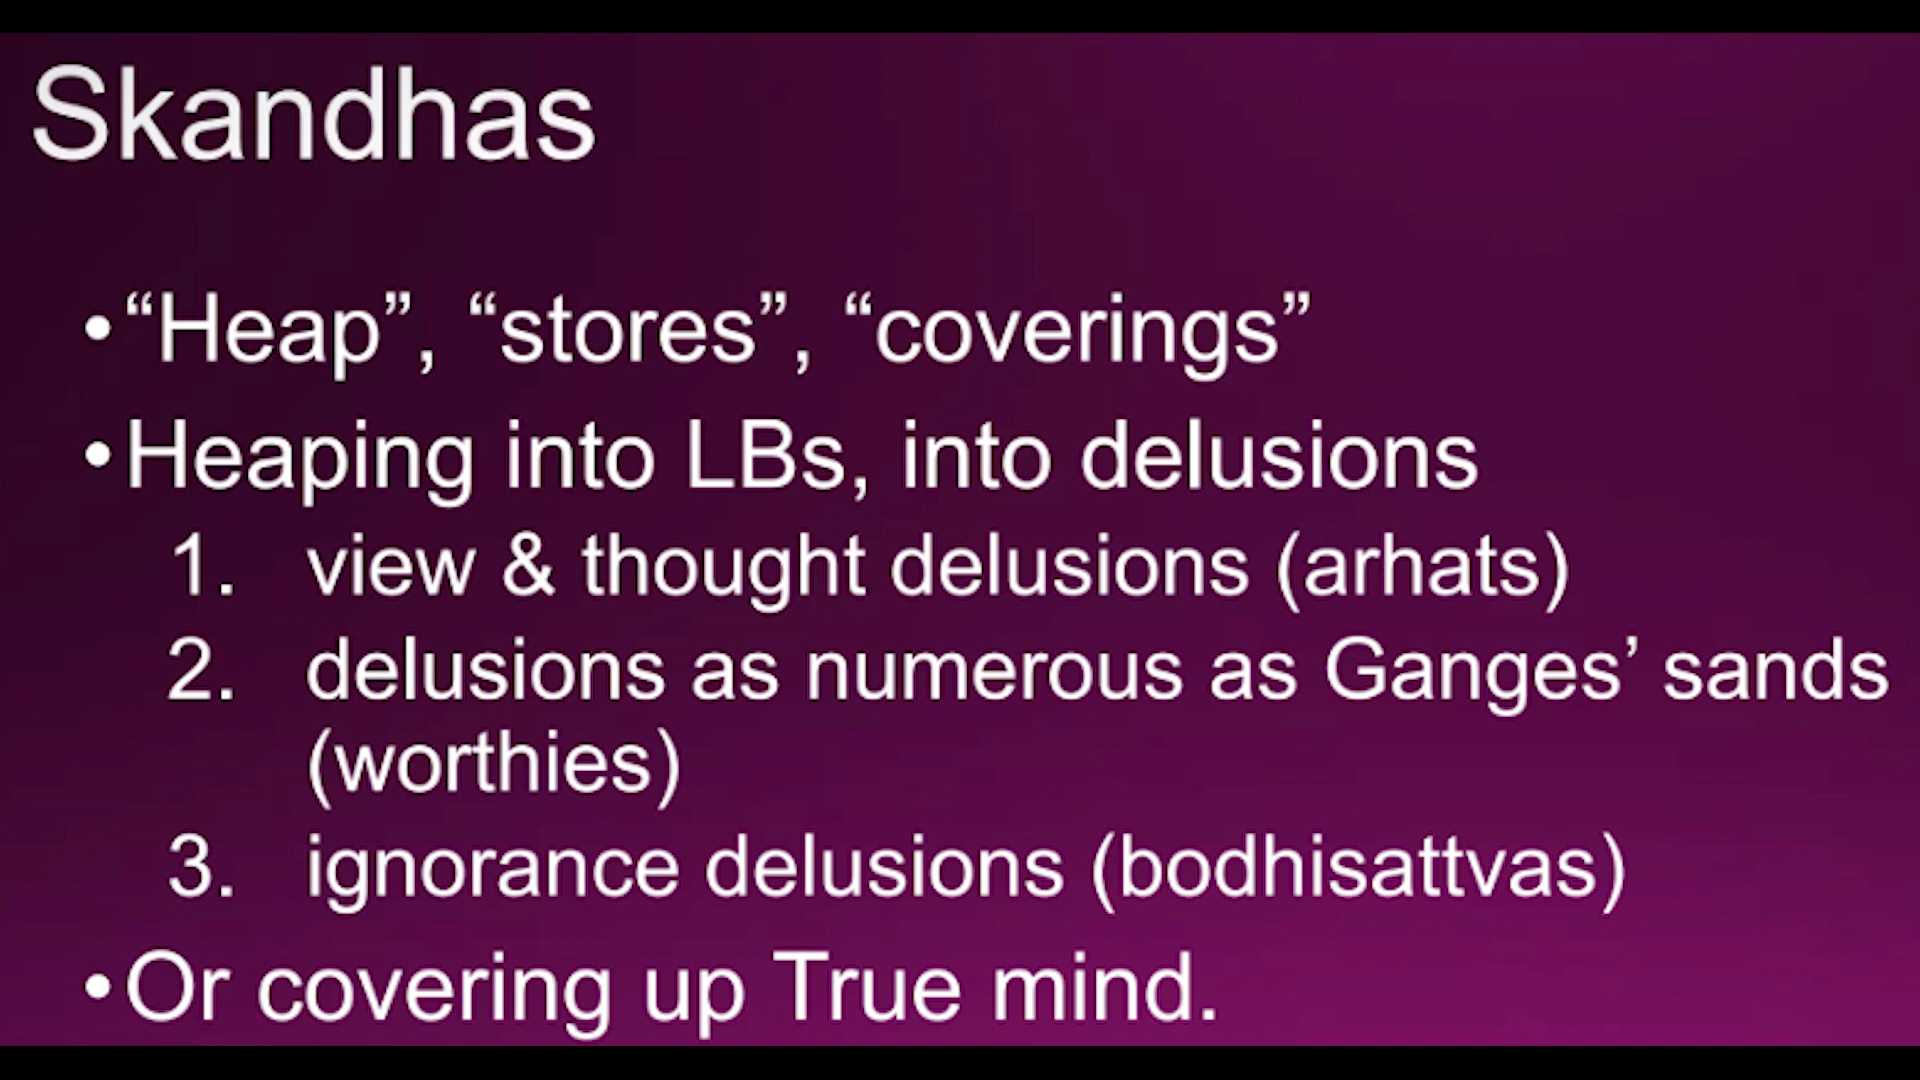 Skandhas
•“Heap”, “stores”, “coverings”
•Heaping into LBs, into delusions
1. view & thought delusions (arhats)
2. delusions as numerous as Ganges’ sands
(worthies)
3. ignorance delusions (bodhisattvas)
•Or covering up True mind.